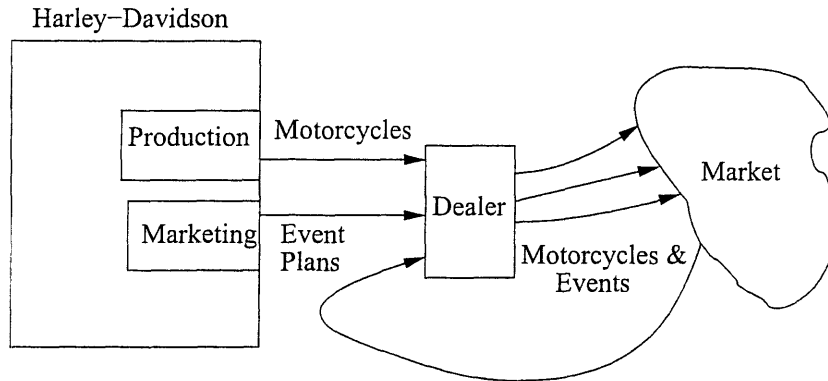 Harley-Davidson
Production
Motorcycles
Marketing
Event
Plans
Dealer
Motorcycles &
Events
Market